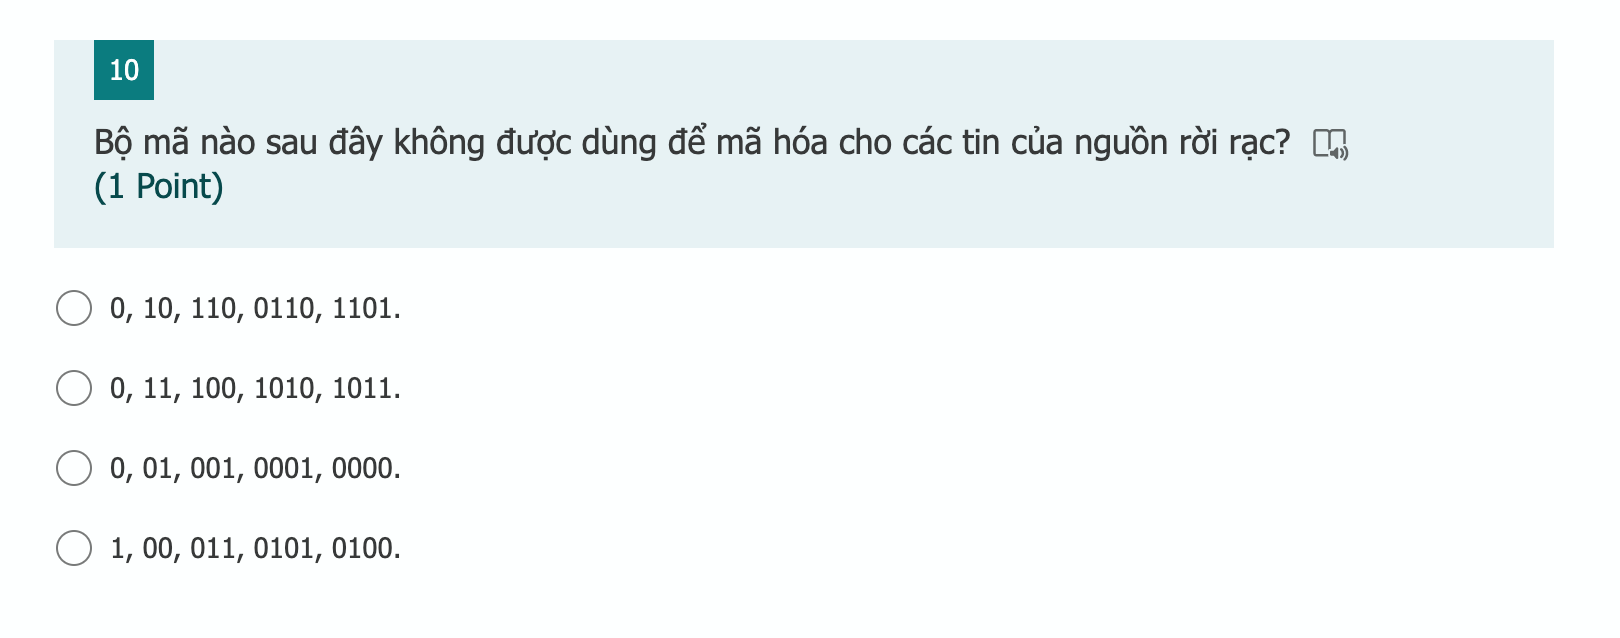 10
Bộ mã nào sau đây không được dùng để mã hóa cho các tin của nguồn rời rạc?
(1 Point)
0, 10, 110, 0110, 1101.
0, 11, 100, 1010, 1011.
0, 01, 001, 0001, 0000.
1, 00, 011, 0101, 0100.